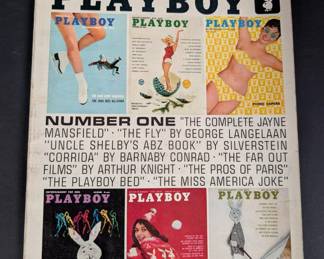 PLAYBOY
PLAYBOY
PLAYBOY
PLAYBOY
NUMBER ONE "THE COMPLETE JAYNE
MANSFIELD" · "THE FLY" BY GEORGE LANGELAAN
"UNCLE SHELBY'S ABZ BOOK" BY SILVERSTEIN
"CORRIDA" BY BARNABY CONRAD · "THE FAR OUT
FILMS" BY ARTHUR KNIGHT · "THE PROS OF PARIS"
"THE PLAYBOY BED" · "THE MISS AMERICA JOKE"
PLAYBOY
PLAYBOY
PLAYBOY